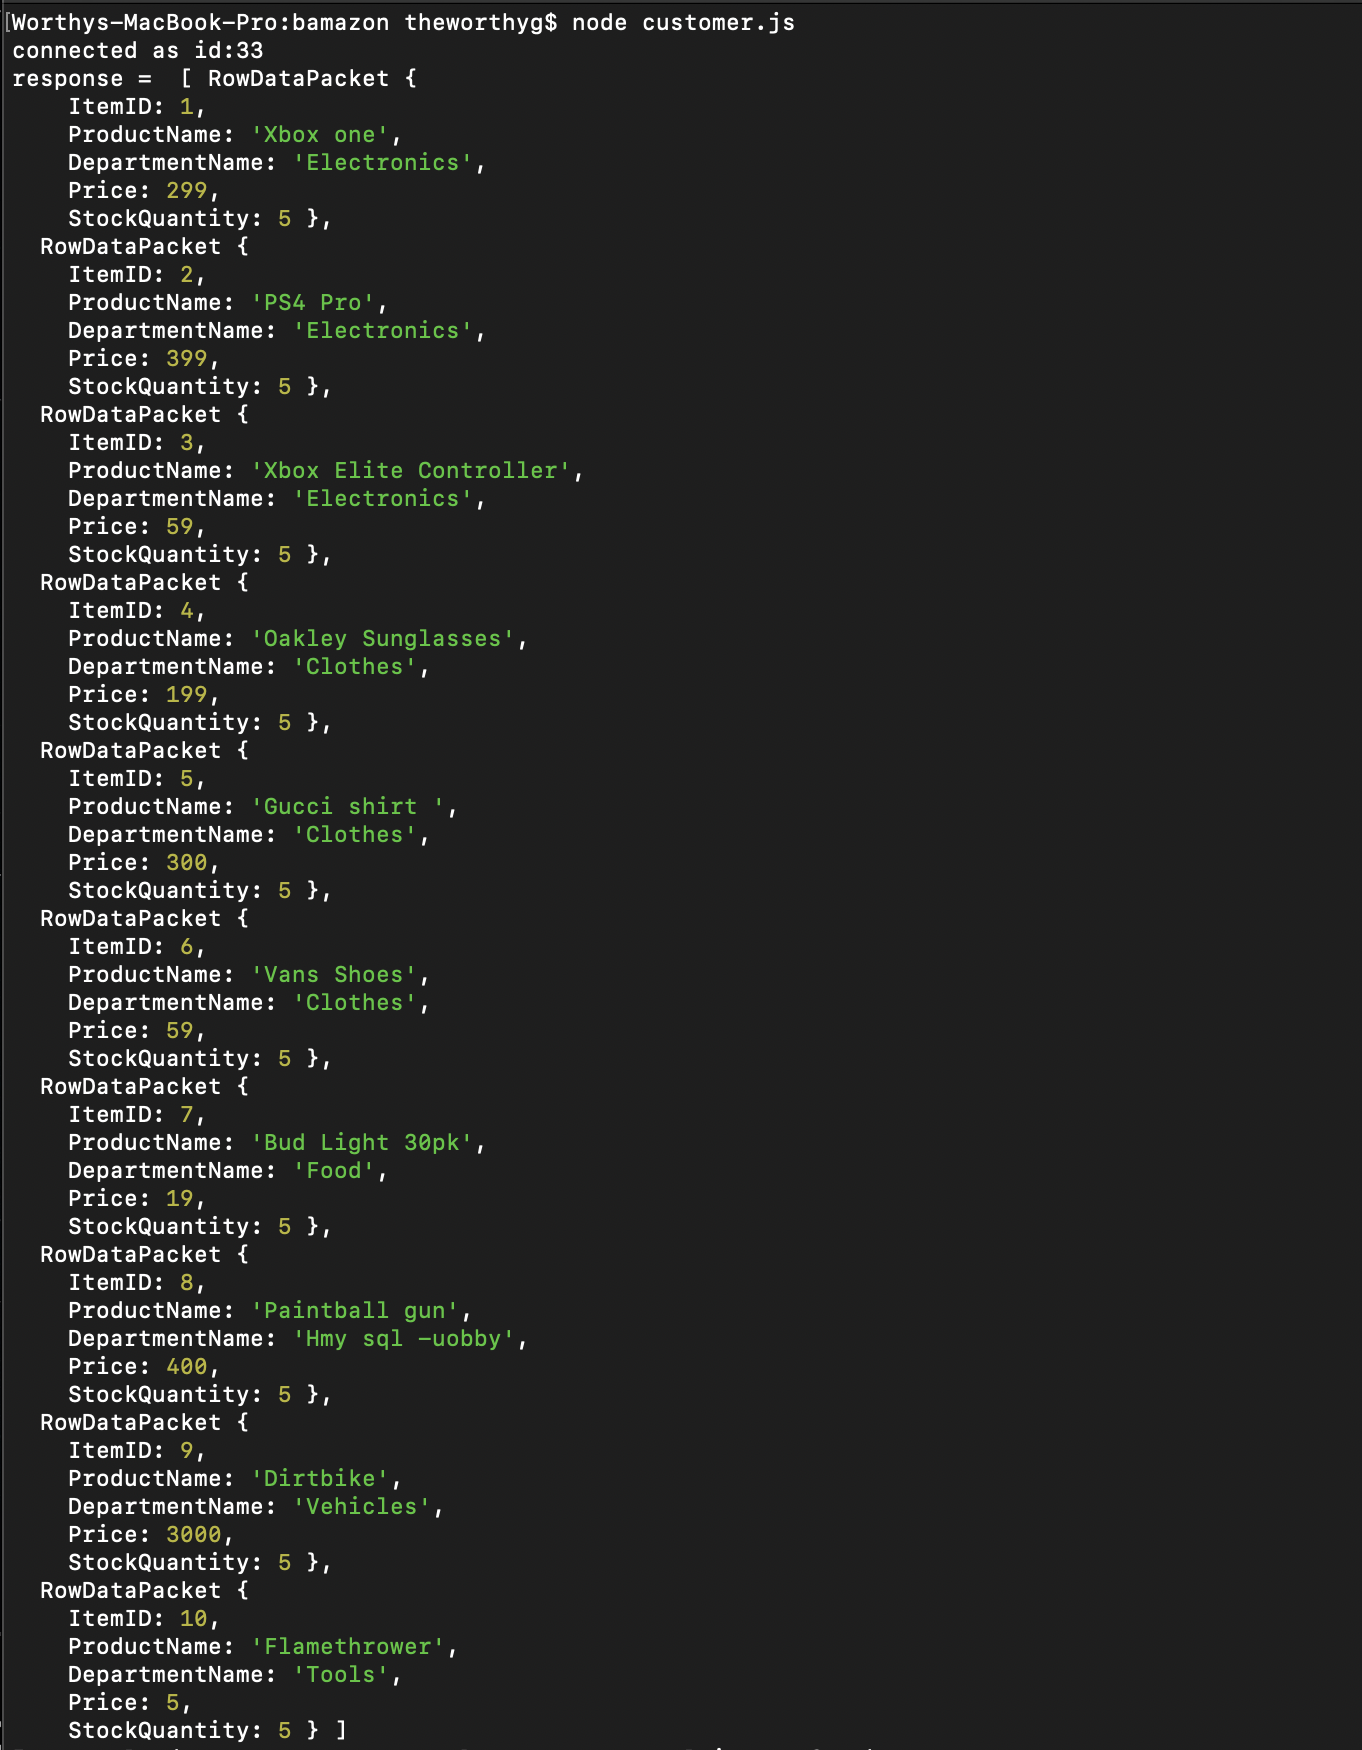 [Worthys-MacBook-Pro:bamazon theworthyg$ node customer.js
connected as id:33
response =  [ RowDataPacket {
    ItemID: 1,
    ProductName: 'Xbox one',
    DepartmentName: 'Electronics',
    Price: 299,
    StockQuantity: 5 },
  RowDataPacket {
    ItemID: 2,
    ProductName: 'PS4 Pro',
    DepartmentName: 'Electronics',
    Price: 399,
    StockQuantity: 5 },
  RowDataPacket {
    ItemID: 3,
    ProductName: 'Xbox Elite Controller',
    DepartmentName: 'Electronics',
    Price: 59,
    StockQuantity: 5 },
  RowDataPacket {
    ItemID: 4,
    ProductName: 'Oakley Sunglasses',
    DepartmentName: 'Clothes',
    Price: 199,
    StockQuantity: 5 },
  RowDataPacket {
    ItemID: 5,
    ProductName: 'Gucci shirt ',
    DepartmentName: 'Clothes',
    Price: 300,
    StockQuantity: 5 },
  RowDataPacket {
    ItemID: 6,
    ProductName: 'Vans Shoes',
    DepartmentName: 'Clothes',
    Price: 59,
    StockQuantity: 5 },
  RowDataPacket {
    ItemID: 7,
    ProductName: 'Bud Light 30pk',
    DepartmentName: 'Food',
    Price: 19,
    StockQuantity: 5 },
  RowDataPacket {
    ItemID: 8,
    ProductName: 'Paintball gun',
    DepartmentName: 'Hmy sql -uobby',
    Price: 400,
    StockQuantity: 5 },
  RowDataPacket {
    ItemID: 9,
    ProductName: 'Dirtbike',
    DepartmentName: 'Vehicles',
    Price: 3000,
    StockQuantity: 5 },
  RowDataPacket {
    ItemID: 10,
    ProductName: 'Flamethrower',
    DepartmentName: 'Tools',
    Price: 5,
    StockQuantity: 5 } ]